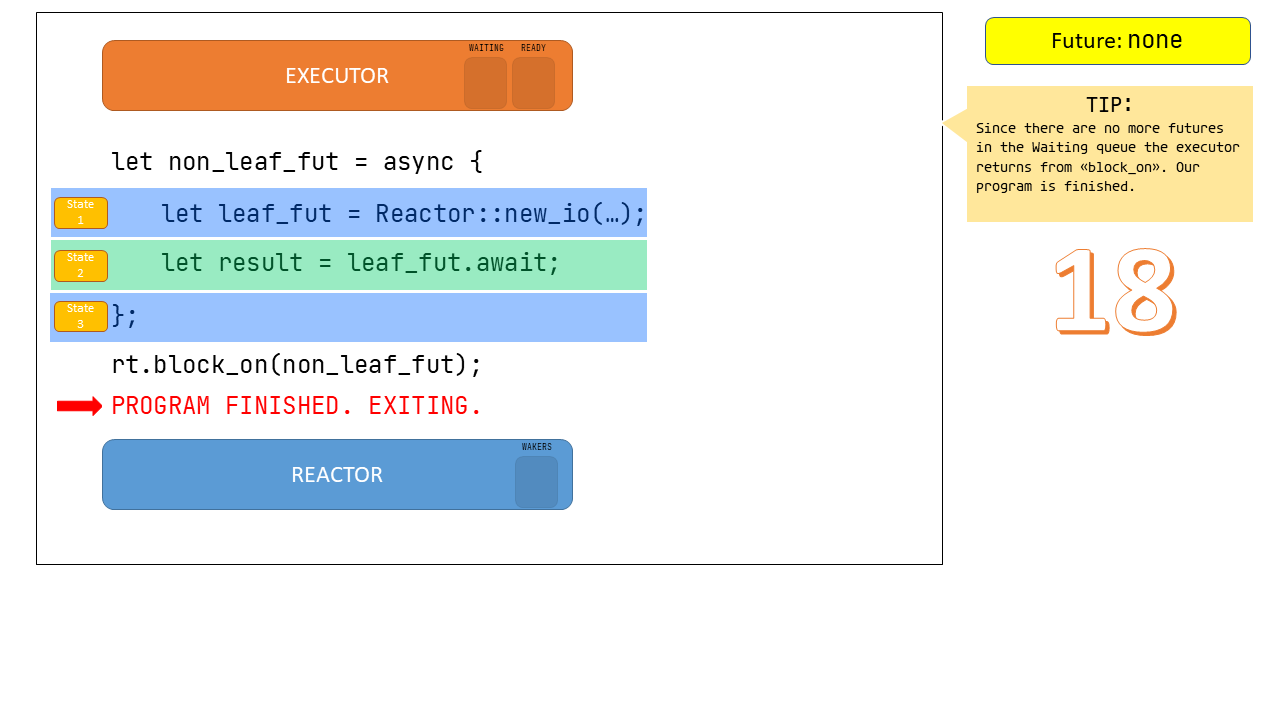 WAITING READY
EXECUTOR
let non_leaf_fut = async {
State
1
let leaf_fut = Reactor::new_io(…);
State
2
let result = leaf_fut.await;
State
3
};
rt.block_on(non_leaf_fut);
PROGRAM FINISHED. EXITING.
WAKERS
REACTOR
Future: none
TIP:
Since there are no more futures
in the Waiting queue the executor
returns from «block_on». Our
program is finished.
18